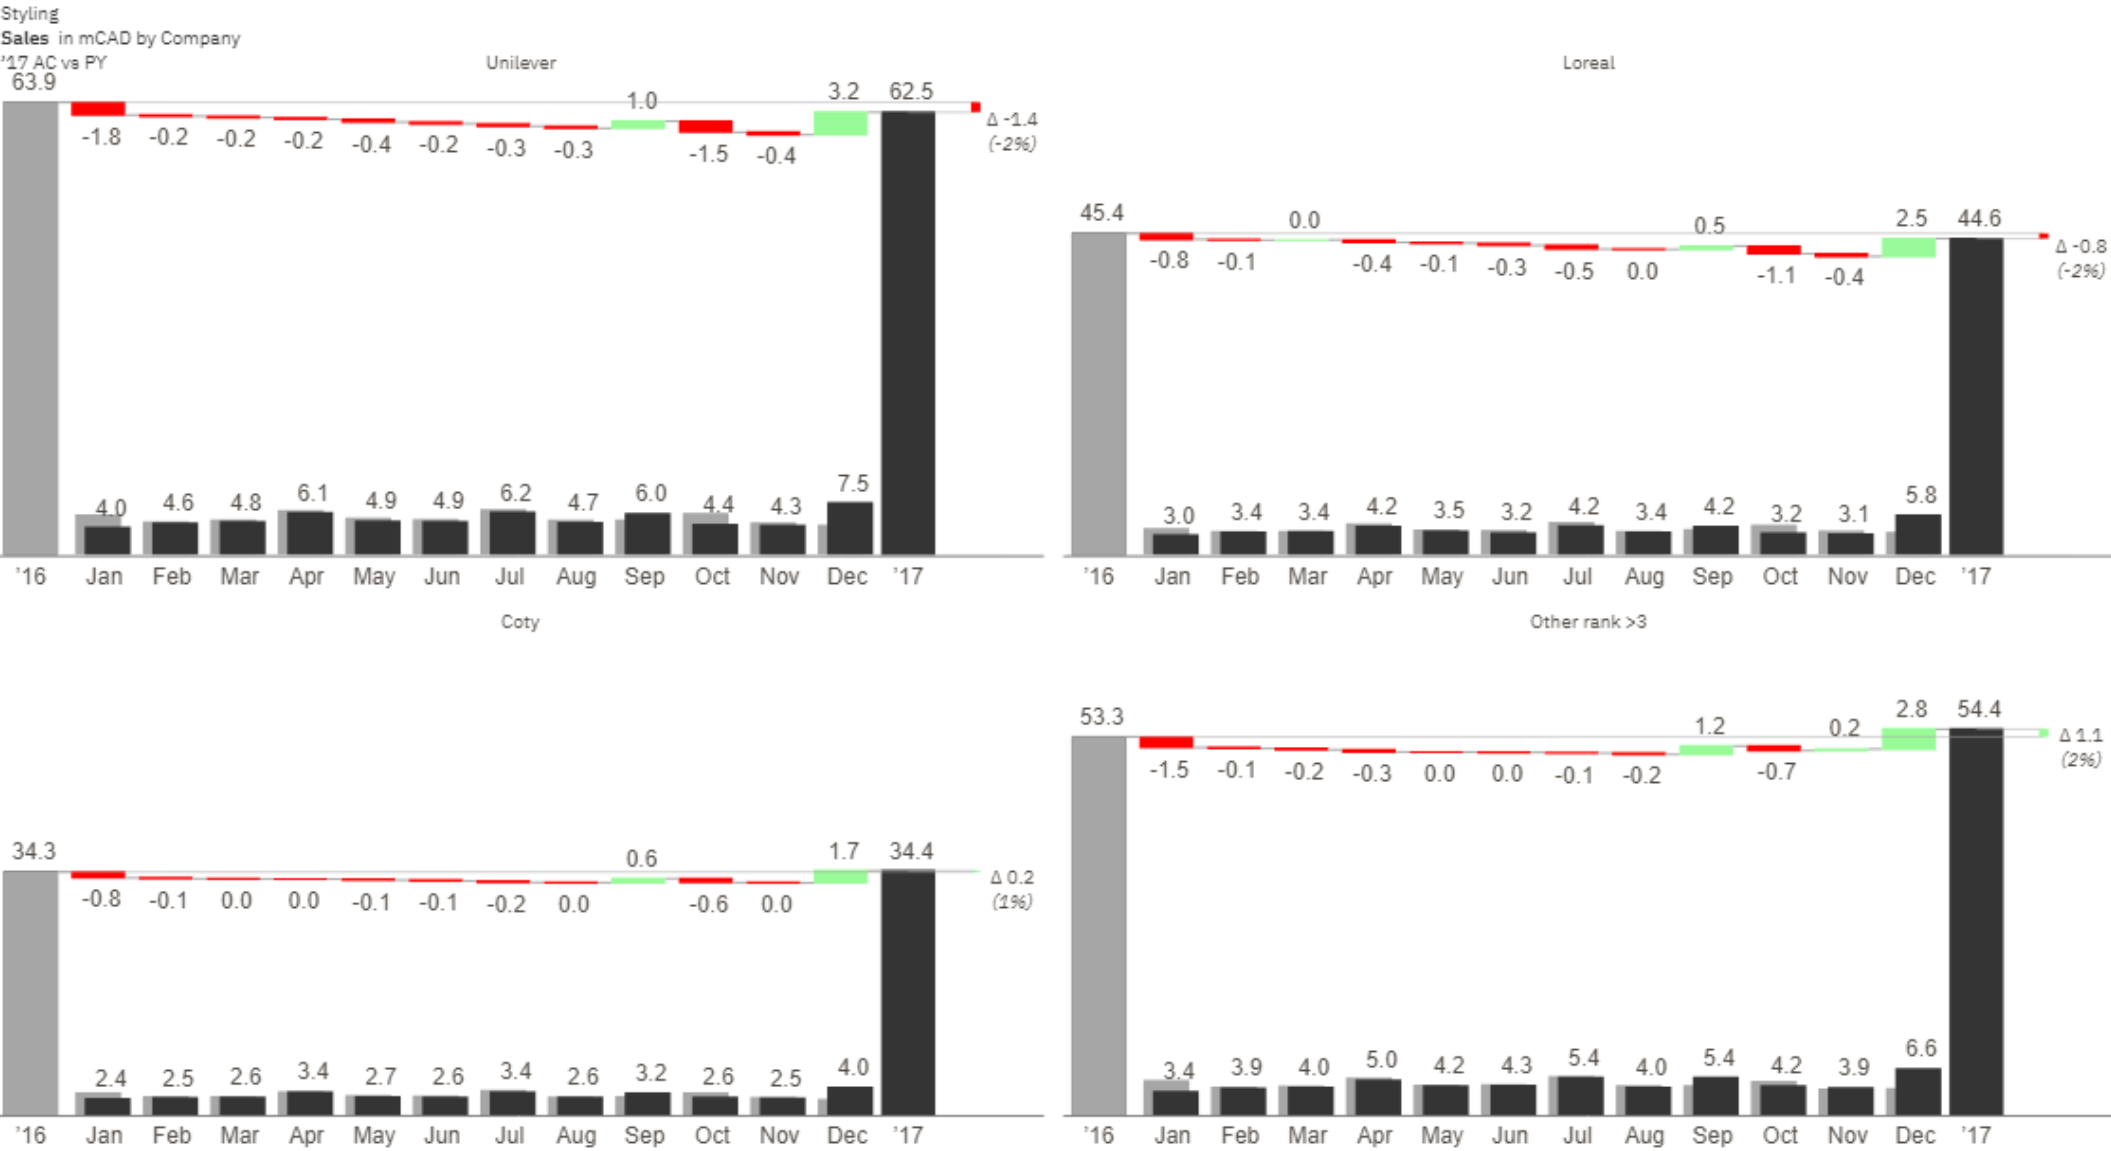 Styling
Sales in mCAD by Company
'17 AC vs PY
Unilever
63.9 1.0 3.2 62.5
-1.8 -0.2 -0.2 -0.2 -0.4 -0.2 -0.3 -0.3 -1.5 -0.4
Δ -1.4
(-2%)
4.0 4.6 4.8 6.1 4.9 4.9 6.2 4.7 6.0 4.4 4.3 7.5
'16 Jan Feb Mar Apr May Jun Jul Aug Sep Oct Nov Dec '17
Loreal
45.4 0.0 0.5 2.5 44.6
-0.8 -0.1 -0.4 -0.1 -0.3 -0.5 0.0 -1.1 -0.4
Δ -0.8
(-2%)
3.0 3.4 3.4 4.2 3.5 3.2 4.2 3.4 4.2 3.2 3.1 5.8
'16 Jan Feb Mar Apr May Jun Jul Aug Sep Oct Nov Dec '17
Coty
34.3 0.6 1.7 34.4
-0.8 -0.1 0.0 0.0 -0.1 -0.1 -0.2 0.0 -0.6 0.0
Δ 0.2
(1%)
2.4 2.5 2.6 3.4 2.7 2.6 3.4 2.6 3.2 2.6 2.5 4.0
'16 Jan Feb Mar Apr May Jun Jul Aug Sep Oct Nov Dec '17
Other rank >3
53.3 1.2 0.2 2.8 54.4
-1.5 -0.1 -0.2 -0.3 0.0 0.0 -0.1 -0.2 -0.7
Δ 1.1
(2%)
3.4 3.9 4.0 5.0 4.2 4.3 5.4 4.0 5.4 4.2 3.9 6.6
'16 Jan Feb Mar Apr May Jun Jul Aug Sep Oct Nov Dec '17